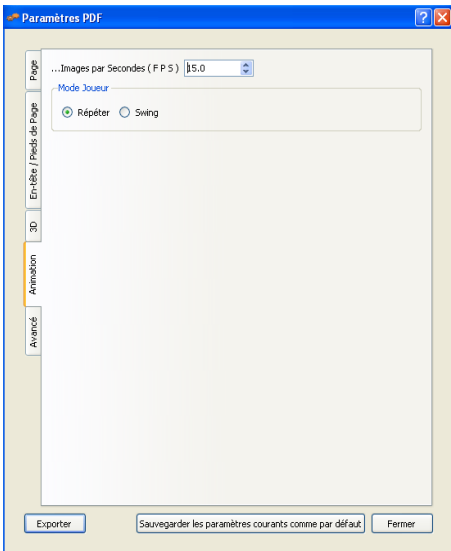 Paramètres PDF
Page
En-tête / Pieds de Page
3D
Animation
Avancé
...Images par Secondes ( F P S ) 15.0
Mode Joueur
Répéter Swing
Exporter Sauvegarder les paramètres courants comme par défaut Fermer